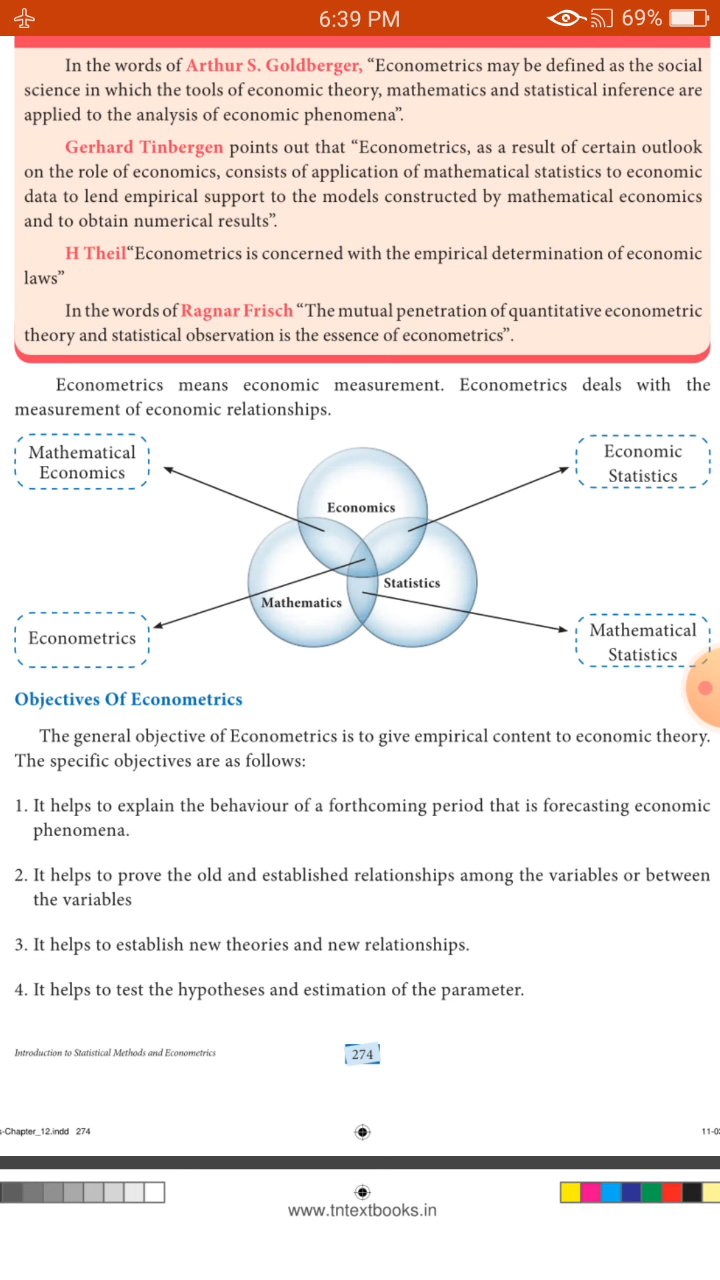 6:39 PM
69%
In the words of Arthur S. Goldberger, “Econometrics may be defined as the social
science in which the tools of economic theory, mathematics and statistical inference are
applied to the analysis of economic phenomena”.
Gerhard Tinbergen points out that “Econometrics, as a result of certain outlook
on the role of economics, consists of application of mathematical statistics to economic
data to lend empirical support to the models constructed by mathematical economics
and to obtain numerical results”.
H Theil“Econometrics is concerned with the empirical determination of economic
laws”
In the words of Ragnar Frisch “The mutual penetration of quantitative econometric
theory and statistical observation is the essence of econometrics”.
Econometrics means economic measurement. Econometrics deals with the
measurement of economic relationships.
Mathematical
Economics
Economic
Statistics
Economics
Statistics
Mathematics
Econometrics
Mathematical
Statistics
Objectives Of Econometrics
The general objective of Econometrics is to give empirical content to economic theory.
The specific objectives are as follows:
1. It helps to explain the behaviour of a forthcoming period that is forecasting economic
phenomena.
2. It helps to prove the old and established relationships among the variables or between
the variables
3. It helps to establish new theories and new relationships.
4. It helps to test the hypotheses and estimation of the parameter.
Introduction to Statistical Methods and Econometrics
274
-Chapter_12.indd 274
11-0
www.tntextbooks.in